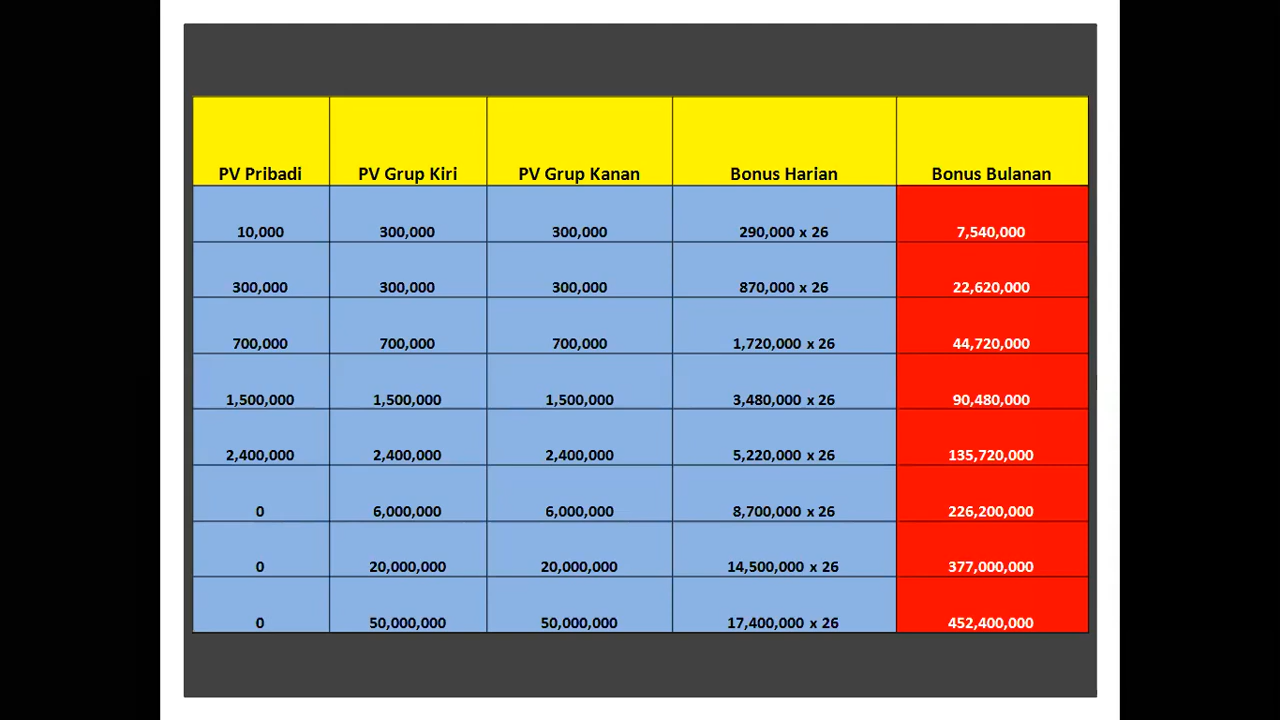 PV Pribadi PV Grup Kiri PV Grup Kanan Bonus Harian Bonus Bulanan
10,000 300,000 300,000 290,000 x 26 7,540,000
300,000 300,000 300,000 870,000 x 26 22,620,000
700,000 700,000 700,000 1,720,000 x 26 44,720,000
1,500,000 1,500,000 1,500,000 3,480,000 x 26 90,480,000
2,400,000 2,400,000 2,400,000 5,220,000 x 26 135,720,000
0 6,000,000 6,000,000 8,700,000 x 26 226,200,000
0 20,000,000 20,000,000 14,500,000 x 26 377,000,000
0 50,000,000 50,000,000 17,400,000 x 26 452,400,000